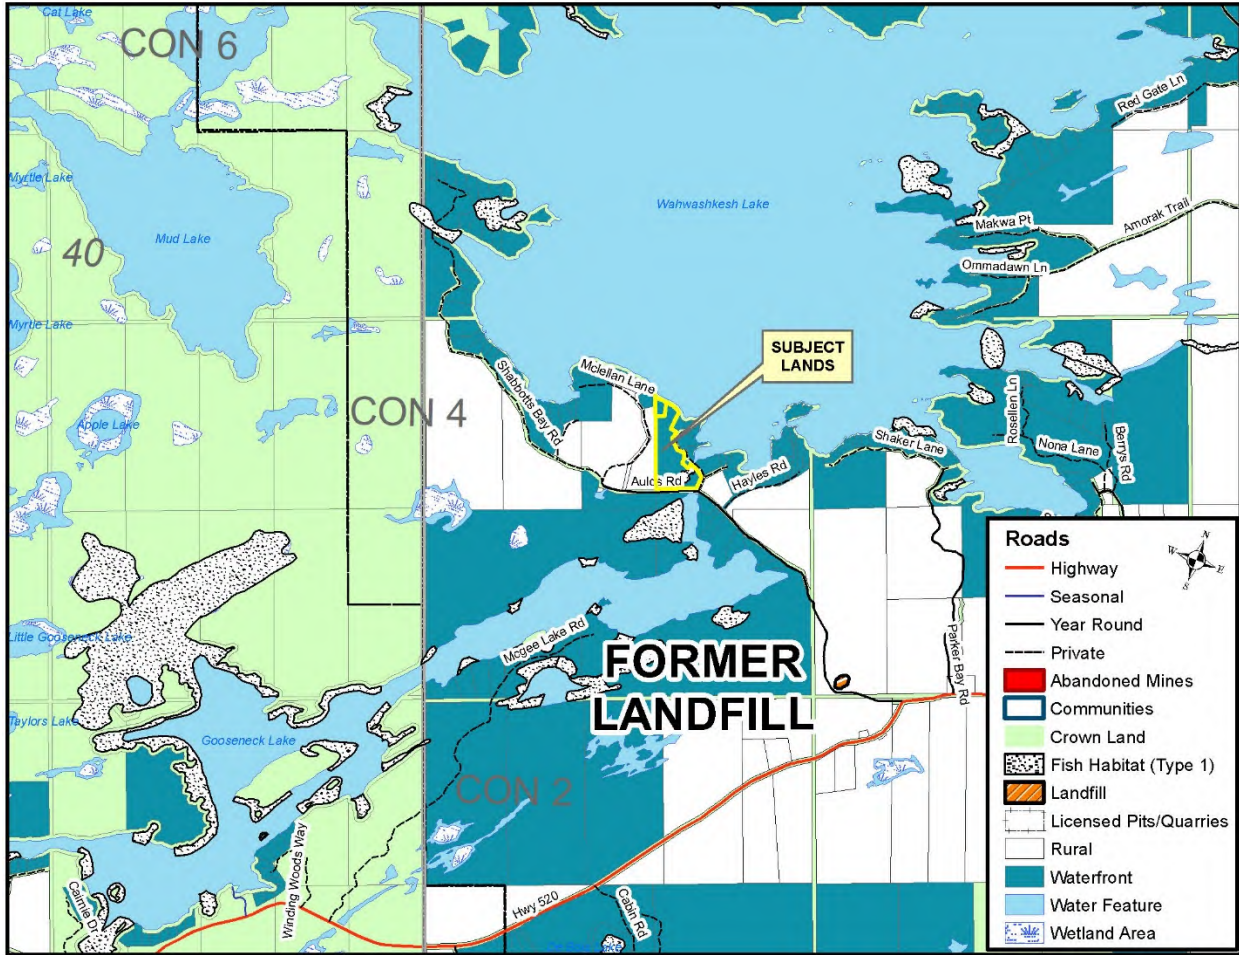 Cat Lake
CON 6
Red Gate Ln
Myrtle Lake
Wahwashkesh Lake
Makwa Pt
Amorak Trail
Mud Lake
40
Ommadawn Ln
Myrtle Lake
SUBJECT
LANDS
Mclellan Lane
Shabbotts Bay Rd
CON 4
Apple Lake
Rosellen Ln
Shaker Lane
Nona Lane
Berrys Rd
Aulds Rd
Hayles Rd
Roads
N
W
E
S
Highway
Seasonal
Year Round
Private
Abandoned Mines
Communities
Crown Land
Fish Habitat (Type 1)
Landfill
Licensed Pits/Quarries
Rural
Waterfront
Water Feature
Wetland Area
Little Gooseneck Lake
Mcgee Lake Rd
Parker Bay Rd
FORMER
LANDFILL
Taylors Lake
Gooseneck Lake
CON 2
Winding Woods Way
Cairnie Dr
Hwy 520
Cabin Rd